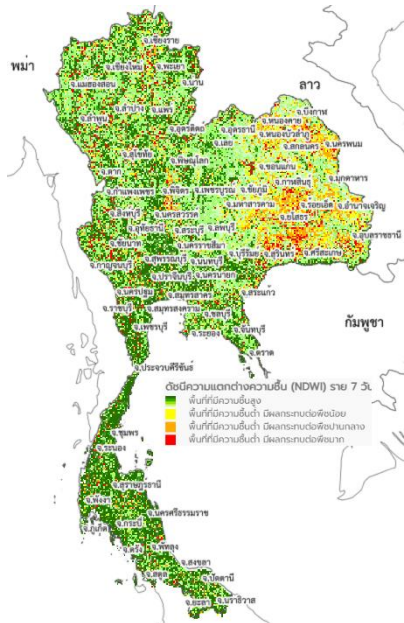 จ.เชียงราย
พม่า
จ.เชียงใหม่
จ.พะเยา
ลาว
จ.น่าน
จ.แม่ฮ่องสอน
จ.บึงกาฬ
จ.ลำปาง
จ.แพร่
จ.หนองคาย
จ.ลำพูน
จ.อุตรดิตถ์
จ.อุดรธานี
จ.หนองบัวลำภู
จ.นครพนม
จ.เลย
จ.สกลนคร
จ.สุโขทัย
จ.พิษณุโลก
จ.ตาก
จ.ขอนแก่น
จ.มุกดาหาร
จ.กำแพงเพชร
จ.พิจิตร
จ.เพชรบูรณ์
จ.ชัยภูมิ
จ.กาฬสินธุ์
จ.มหาสารคาม
จ.ร้อยเอ็ด
จ.อำนาจเจริญ
จ.สิงห์บุรี
จ.นครสวรรค์
จ.ยโสธร
จ.อุทัยธานี
จ.สระบุรี
จ.ลพบุรี
จ.อุบลราชธานี
จ.ชัยนาท
จ.นครราชสีมา
จ.บุรีรัมย์
จ.สุรินทร์
จ.ศรีสะเกษ
จ.กาญจนบุรี
จ.สุพรรณบุรี
จ.นนทบุรี
จ.ปราจีนบุรี
จ.นครนายก
จ.นครปฐม
จ.สมุทรสาคร
จ.สระแก้ว
จ.ราชบุรี
จ.สมุทรสงคราม
จ.ชลบุรี
กัมพูชา
จ.เพชรบุรี
จ.ระยอง
จ.จันทบุรี
จ.ตราด
จ.ประจวบคีรีขันธ์
ดัชนีความแตกต่างความชื้น (NDWI) ราย 7 วัน
พื้นที่ที่มีความชื้นสูง
พื้นที่ที่มีความชื้นต่ำ มีผลกระทบต่อพืชน้อย
พื้นที่ที่มีความชื้นต่ำ มีผลกระทบต่อพืชปานกลาง
พื้นที่ที่มีความชื้นต่ำ มีผลกระทบต่อพืชมาก
จ.ชุมพร
จ.ระนอง
จ.สุราษฎร์ธานี
จ.พังงา
จ.นครศรีธรรมราช
จ.กระบี่
จ.ภูเก็ต
จ.ตรัง
จ.พัทลุง
จ.สงขลา
จ.สตูล
จ.ปัตตานี
จ.ยะลา
จ.นราธิวาส